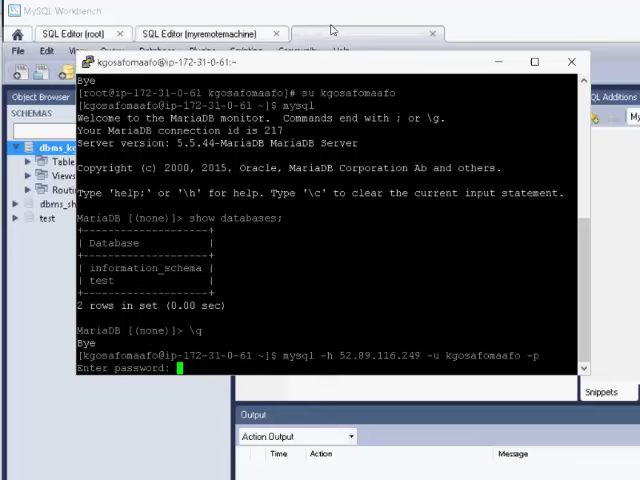 MySQL Workbench
SQL Editor (root)
SQL Editor (myremotemachine)
File
Edit
Help
Object Browser
SCHEMAS
dbms_k
Table
Views
Routi
dbms_sh
test
SQL Additions
My
kgosafomaafo@ip-172-31-0-61:~
Bye
[root@ip-172-31-0-61 kgosafomaafo]# su kgosafomaafo
[kgosafomaafo@ip-172-31-0-61 ~]$ mysql
Welcome to the MariaDB monitor.  Commands end with ; or \g.
Your MariaDB connection id is 217
Server version: 5.5.44-MariaDB MariaDB Server
Copyright (c) 2000, 2015, Oracle, MariaDB Corporation Ab and others.
Type 'help;' or '\h' for help. Type '\c' to clear the current input statement.
MariaDB [(none)]> show databases;
+--------------------+
| Database           |
+--------------------+
| information_schema |
| test               |
+--------------------+
2 rows in set (0.00 sec)
MariaDB [(none)]> \q
Bye
[kgosafomaafo@ip-172-31-0-61 ~]$ mysql -h 52.89.116.249 -u kgosafomaafo -p
Enter password:
Snippets
Output
Action Output
Time
Action
Message